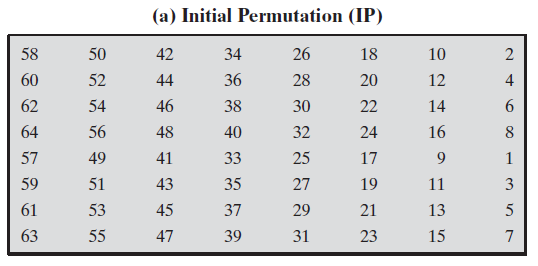 (a) Initial Permutation (IP)
58 50 42 34 26 18 10 2
60 52 44 36 28 20 12 4
62 54 46 38 30 22 14 6
64 56 48 40 32 24 16 8
57 49 41 33 25 17 9 1
59 51 43 35 27 19 11 3
61 53 45 37 29 21 13 5
63 55 47 39 31 23 15 7